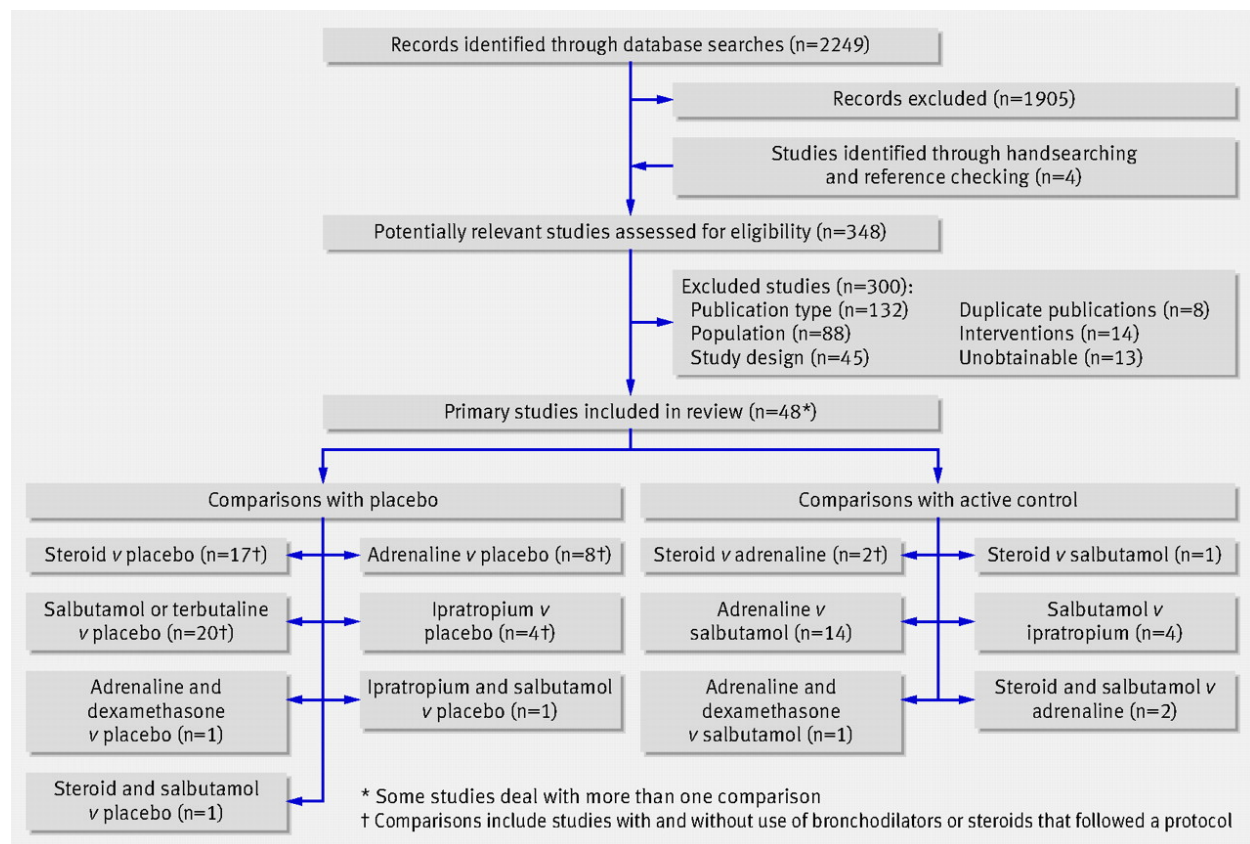 Records identified through database searches (n=2249)
Records excluded (n=1905)
Studies identified through handsearching
and reference checking (n=4)
Potentially relevant studies assessed for eligibility (n=348)
Excluded studies (n=300):
Publication type (n=132)
Population (n=88)
Study design (n=45)
Duplicate publications (n=8)
Interventions (n=14)
Unobtainable (n=13)
Primary studies included in review (n=48*)
Comparisons with placebo
Steroid v placebo (n=17†)
Adrenaline v placebo (n=8†)
Salbutamol or terbutaline
v placebo (n=20†)
Ipratropium v
placebo (n=4†)
Adrenaline and
dexamethasone
v placebo (n=1)
Ipratropium and salbutamol
v placebo (n=1)
Steroid and salbutamol
v placebo (n=1)
Comparisons with active control
Steroid v adrenaline (n=2†)
Steroid v salbutamol (n=1)
Adrenaline v
salbutamol (n=14)
Salbutamol v
ipratropium (n=4)
Adrenaline and
dexamethasone
v salbutamol (n=1)
Steroid and salbutamol v
adrenaline (n=2)
* Some studies deal with more than one comparison
† Comparisons include studies with and without use of bronchodilators or steroids that followed a protocol